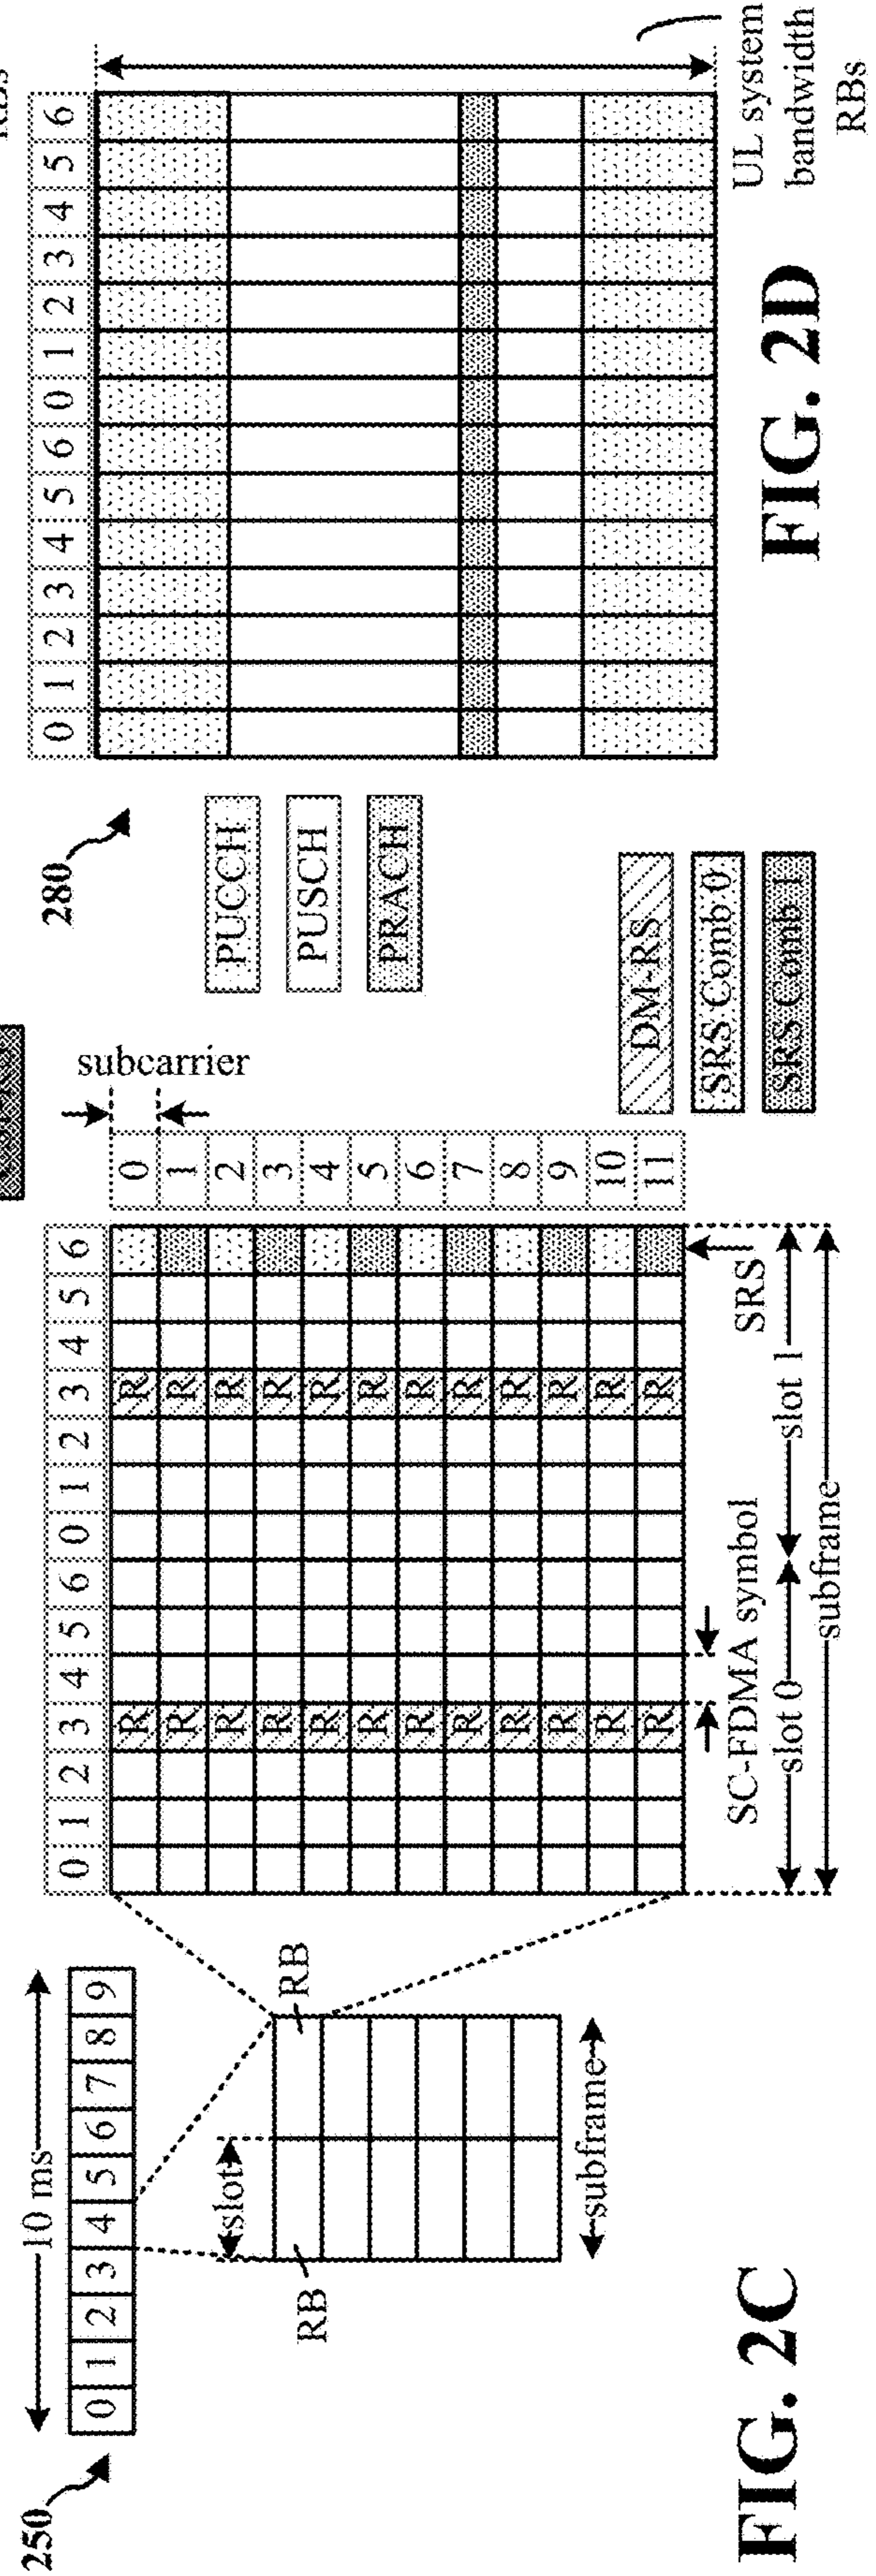 250
10 ms
0 1 2 3 4 5 6 7 8 9
slot
RB
RB
subframe
FIG. 2C
0 1 2 3 4 5 6 0 1 2 3 4 5 6
R R
R R
R R
R R
R R
R R
R R
R R
R R
R R
R R
R R
subcarrier
0
1
2
3
4
5
6
7
8
9
10
11
SC-FDMA symbol
SRS
slot 0
slot 1
subframe
DM-RS
SRS Comb 0
SRS Comb 1
280
PUCCH
PUSCH
PRACH
0 1 2 3 4 5 6 0 1 2 3 4 5 6
UL system
bandwidth
RBs
FIG. 2D